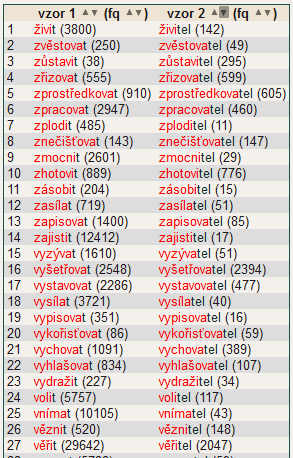 vzor 1 ▲▼ (fq ▲▼) vzor 2 ▲▼ (fq ▲▼)
1 živit (3800) živitel (142)
2 zvěstovat (250) zvěstovatel (49)
3 zůstavit (38) zůstavitel (295)
4 zřizovat (555) zřizovatel (599)
5 zprostředkovat (910) zprostředkovatel (605)
6 zpracovat (2947) zpracovatel (460)
7 zplodit (485) zploditel (11)
8 znečišťovat (143) znečišťovatel (147)
9 zmocnit (2601) zmocnitel (29)
10 zhotovit (889) zhotovitel (776)
11 zásobit (204) zásobitel (15)
12 zasílat (719) zasílatel (51)
13 zapisovat (1400) zapisovatel (85)
14 zajistit (12412) zajistitel (17)
15 vyzývat (1610) vyzývatel (51)
16 vyšetřovat (2548) vyšetřovatel (2394)
17 vystavovat (2286) vystavovatel (477)
18 vysílat (3721) vysílatel (40)
19 vypisovat (351) vypisovatel (16)
20 vykořisťovat (86) vykořisťovatel (59)
21 vychovat (1091) vychovatel (389)
22 vyhlašovat (834) vyhlašovatel (107)
23 vydražit (227) vydražitel (34)
24 volit (5757) volitel (117)
25 vnímat (10105) vnímatel (43)
26 věznit (520) věznitel (148)
27 věřit (29642) věřitel (2047)